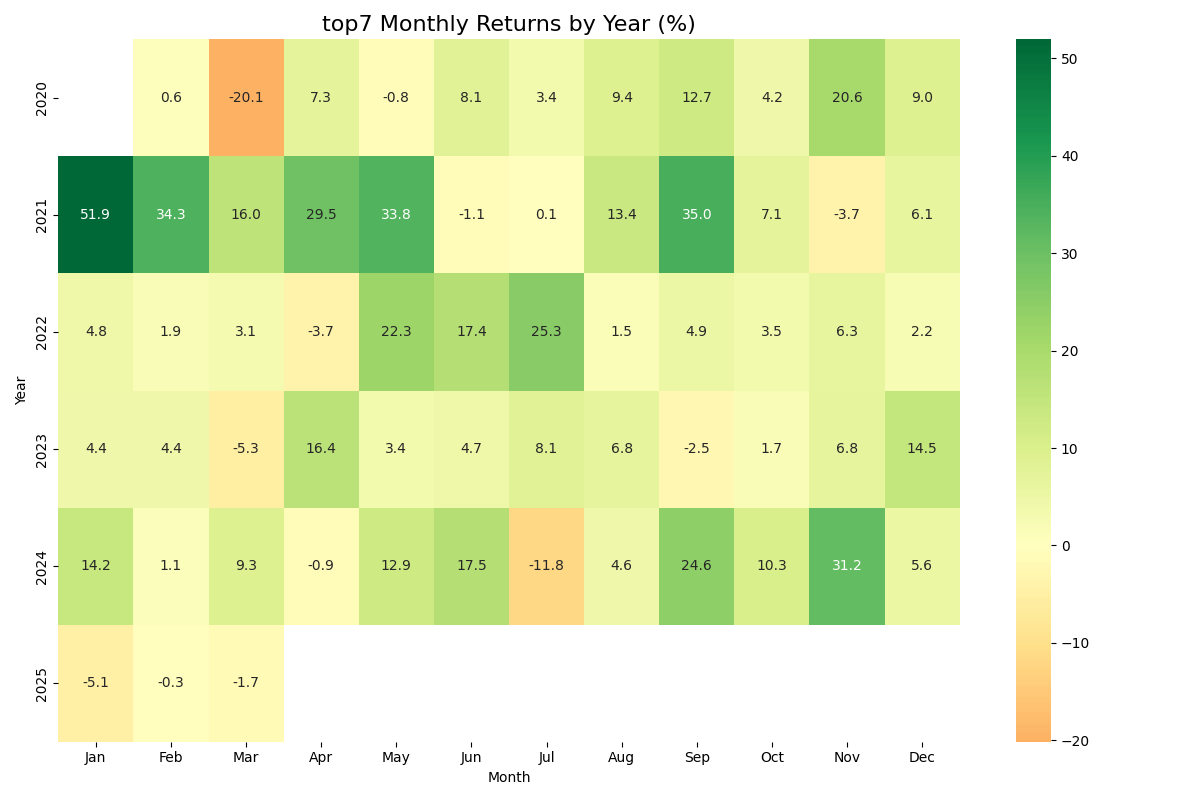 top7 Monthly Returns by Year (%)
2020 0.6 -20.1 7.3 -0.8 8.1 3.4 9.4 12.7 4.2 20.6 9.0
2021 51.9 34.3 16.0 29.5 33.8 -1.1 0.1 13.4 35.0 7.1 -3.7 6.1
2022 4.8 1.9 3.1 -3.7 22.3 17.4 25.3 1.5 4.9 3.5 6.3 2.2
2023 4.4 4.4 -5.3 16.4 3.4 4.7 8.1 6.8 -2.5 1.7 6.8 14.5
2024 14.2 1.1 9.3 -0.9 12.9 17.5 -11.8 4.6 24.6 10.3 31.2 5.6
2025 -5.1 -0.3 -1.7
Jan Feb Mar Apr May Jun Jul Aug Sep Oct Nov Dec
Month
Year
50
40
30
20
10
0
−10
−20